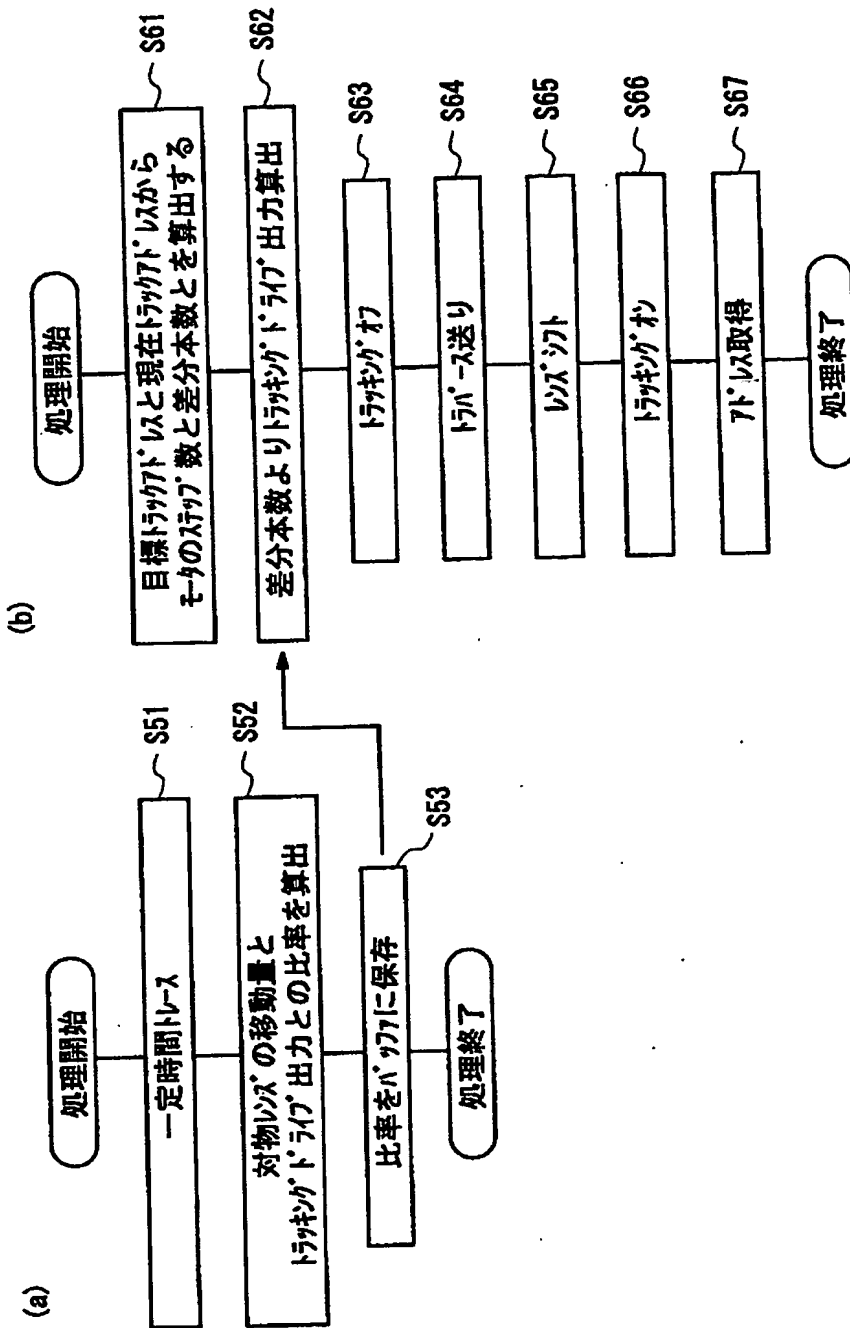 (a)
処理開始
一定時間ﾄﾚｰｽ
S51
対物ﾚﾝｽﾞの移動量と
ﾄﾗｯｷﾝｸﾞﾄﾞﾗｲﾌﾞ出力との比率を算出
S52
比率をﾊﾞｯﾌｧに保存
S53
処理終了
(b)
処理開始
目標ﾄﾗｯｸｱﾄﾞﾚｽと現在ﾄﾗｯｸｱﾄﾞﾚｽから
ﾓｰﾀのｽﾃｯﾌﾟ数と差分本数とを算出する
S61
差分本数よりﾄﾗｯｷﾝｸﾞﾄﾞﾗｲﾌﾞ出力算出
S62
ﾄﾗｯｷﾝｸﾞｵﾌ
S63
ﾄﾗﾊﾞｰｽ送り
S64
ﾚﾝｽﾞｼﾌﾄ
S65
ﾄﾗｯｷﾝｸﾞｵﾝ
S66
ｱﾄﾞﾚｽ取得
S67
処理終了